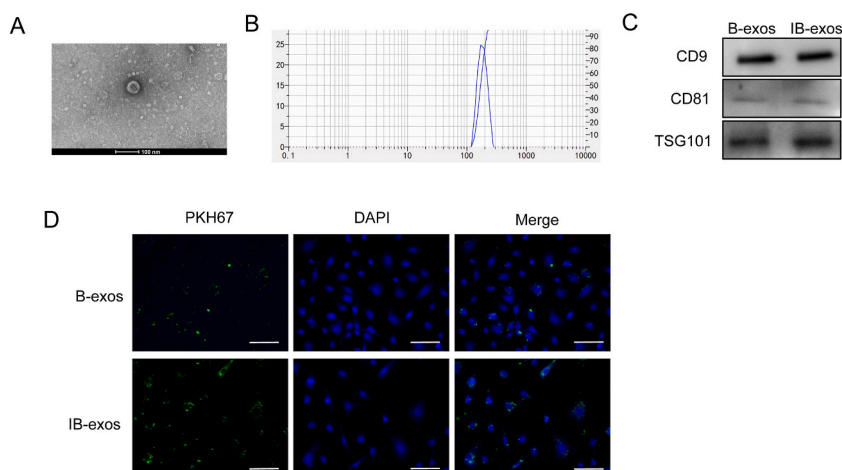 A
100 nm
B
25
20
15
10
5
0
90
80
70
60
50
40
30
20
10
0.1
1
10
100
1000
10000
C
B-exos IB-exos
CD9
CD81
TSG101
D
PKH67 DAPI Merge
B-exos
IB-exos